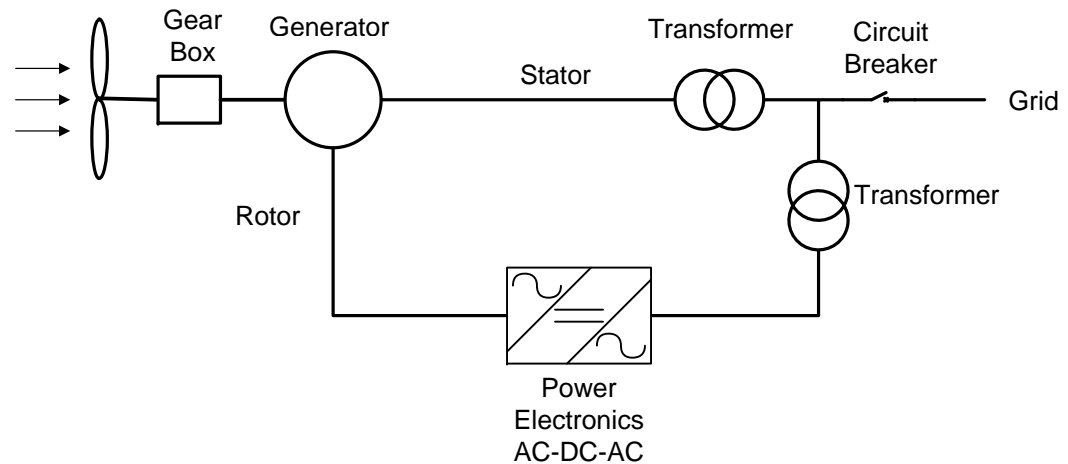 Gear
Box
Generator
Stator
Transformer
Circuit
Breaker
Grid
Rotor
Transformer
Power
Electronics
AC-DC-AC